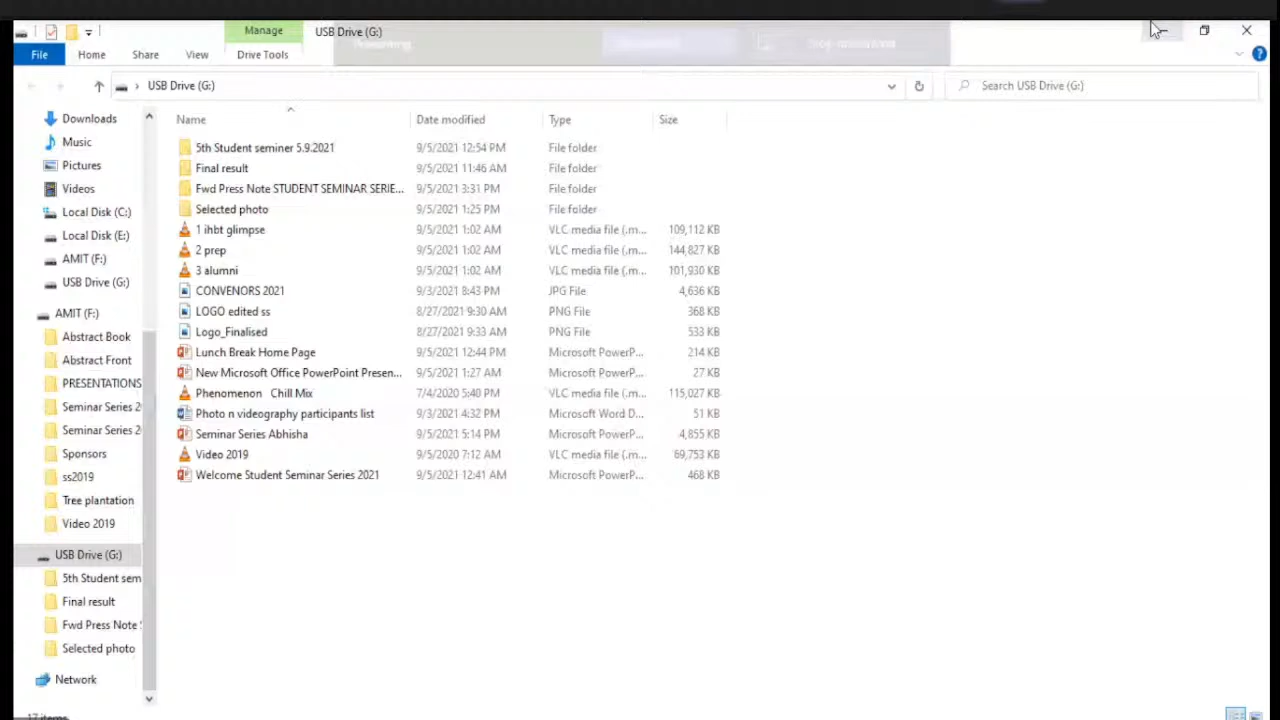 Manage USB Drive (G:)
File Home Share View Drive Tools
USB Drive (G:) Search USB Drive (G:)
Name Date modified Type Size
Downloads
Music
Pictures
Videos
Local Disk (C:)
Local Disk (E:)
AMIT (F:)
USB Drive (G:)
AMIT (F:)
Abstract Book
Abstract Front
PRESENTATIONS
Seminar Series 2
Seminar Series 2
Sponsors
ss2019
Tree plantation
Video 2019
USB Drive (G:)
5th Student sem
Final result
Fwd Press Note
Selected photo
Network
5th Student seminer 5.9.2021 9/5/2021 12:54 PM File folder
Final result 9/5/2021 11:46 AM File folder
Fwd Press Note STUDENT SEMINAR SERIE... 9/5/2021 3:31 PM File folder
Selected photo 9/5/2021 1:25 PM File folder
1 ihbt glimpse 9/5/2021 1:02 AM VLC media file (.m... 109,112 KB
2 prep 9/5/2021 1:02 AM VLC media file (.m... 144,827 KB
3 alumni 9/5/2021 1:02 AM VLC media file (.m... 101,930 KB
CONVENORS 2021 9/3/2021 8:43 PM JPG File 4,636 KB
LOGO edited ss 8/27/2021 9:30 AM PNG File 368 KB
Logo_Finalised 8/27/2021 9:33 AM PNG File 533 KB
Lunch Break Home Page 9/5/2021 12:44 PM Microsoft PowerP... 214 KB
New Microsoft Office PowerPoint Presen... 9/5/2021 1:27 AM Microsoft PowerP... 27 KB
Phenomenon Chill Mix 7/4/2020 5:40 PM VLC media file (.m... 115,027 KB
Photo n videography participants list 9/3/2021 4:32 PM Microsoft Word D... 51 KB
Seminar Series Abhisha 9/5/2021 5:14 PM Microsoft PowerP... 4,855 KB
Video 2019 9/5/2020 7:12 AM VLC media file (.m... 69,753 KB
Welcome Student Seminar Series 2021 9/5/2021 12:41 AM Microsoft PowerP... 468 KB
17 items